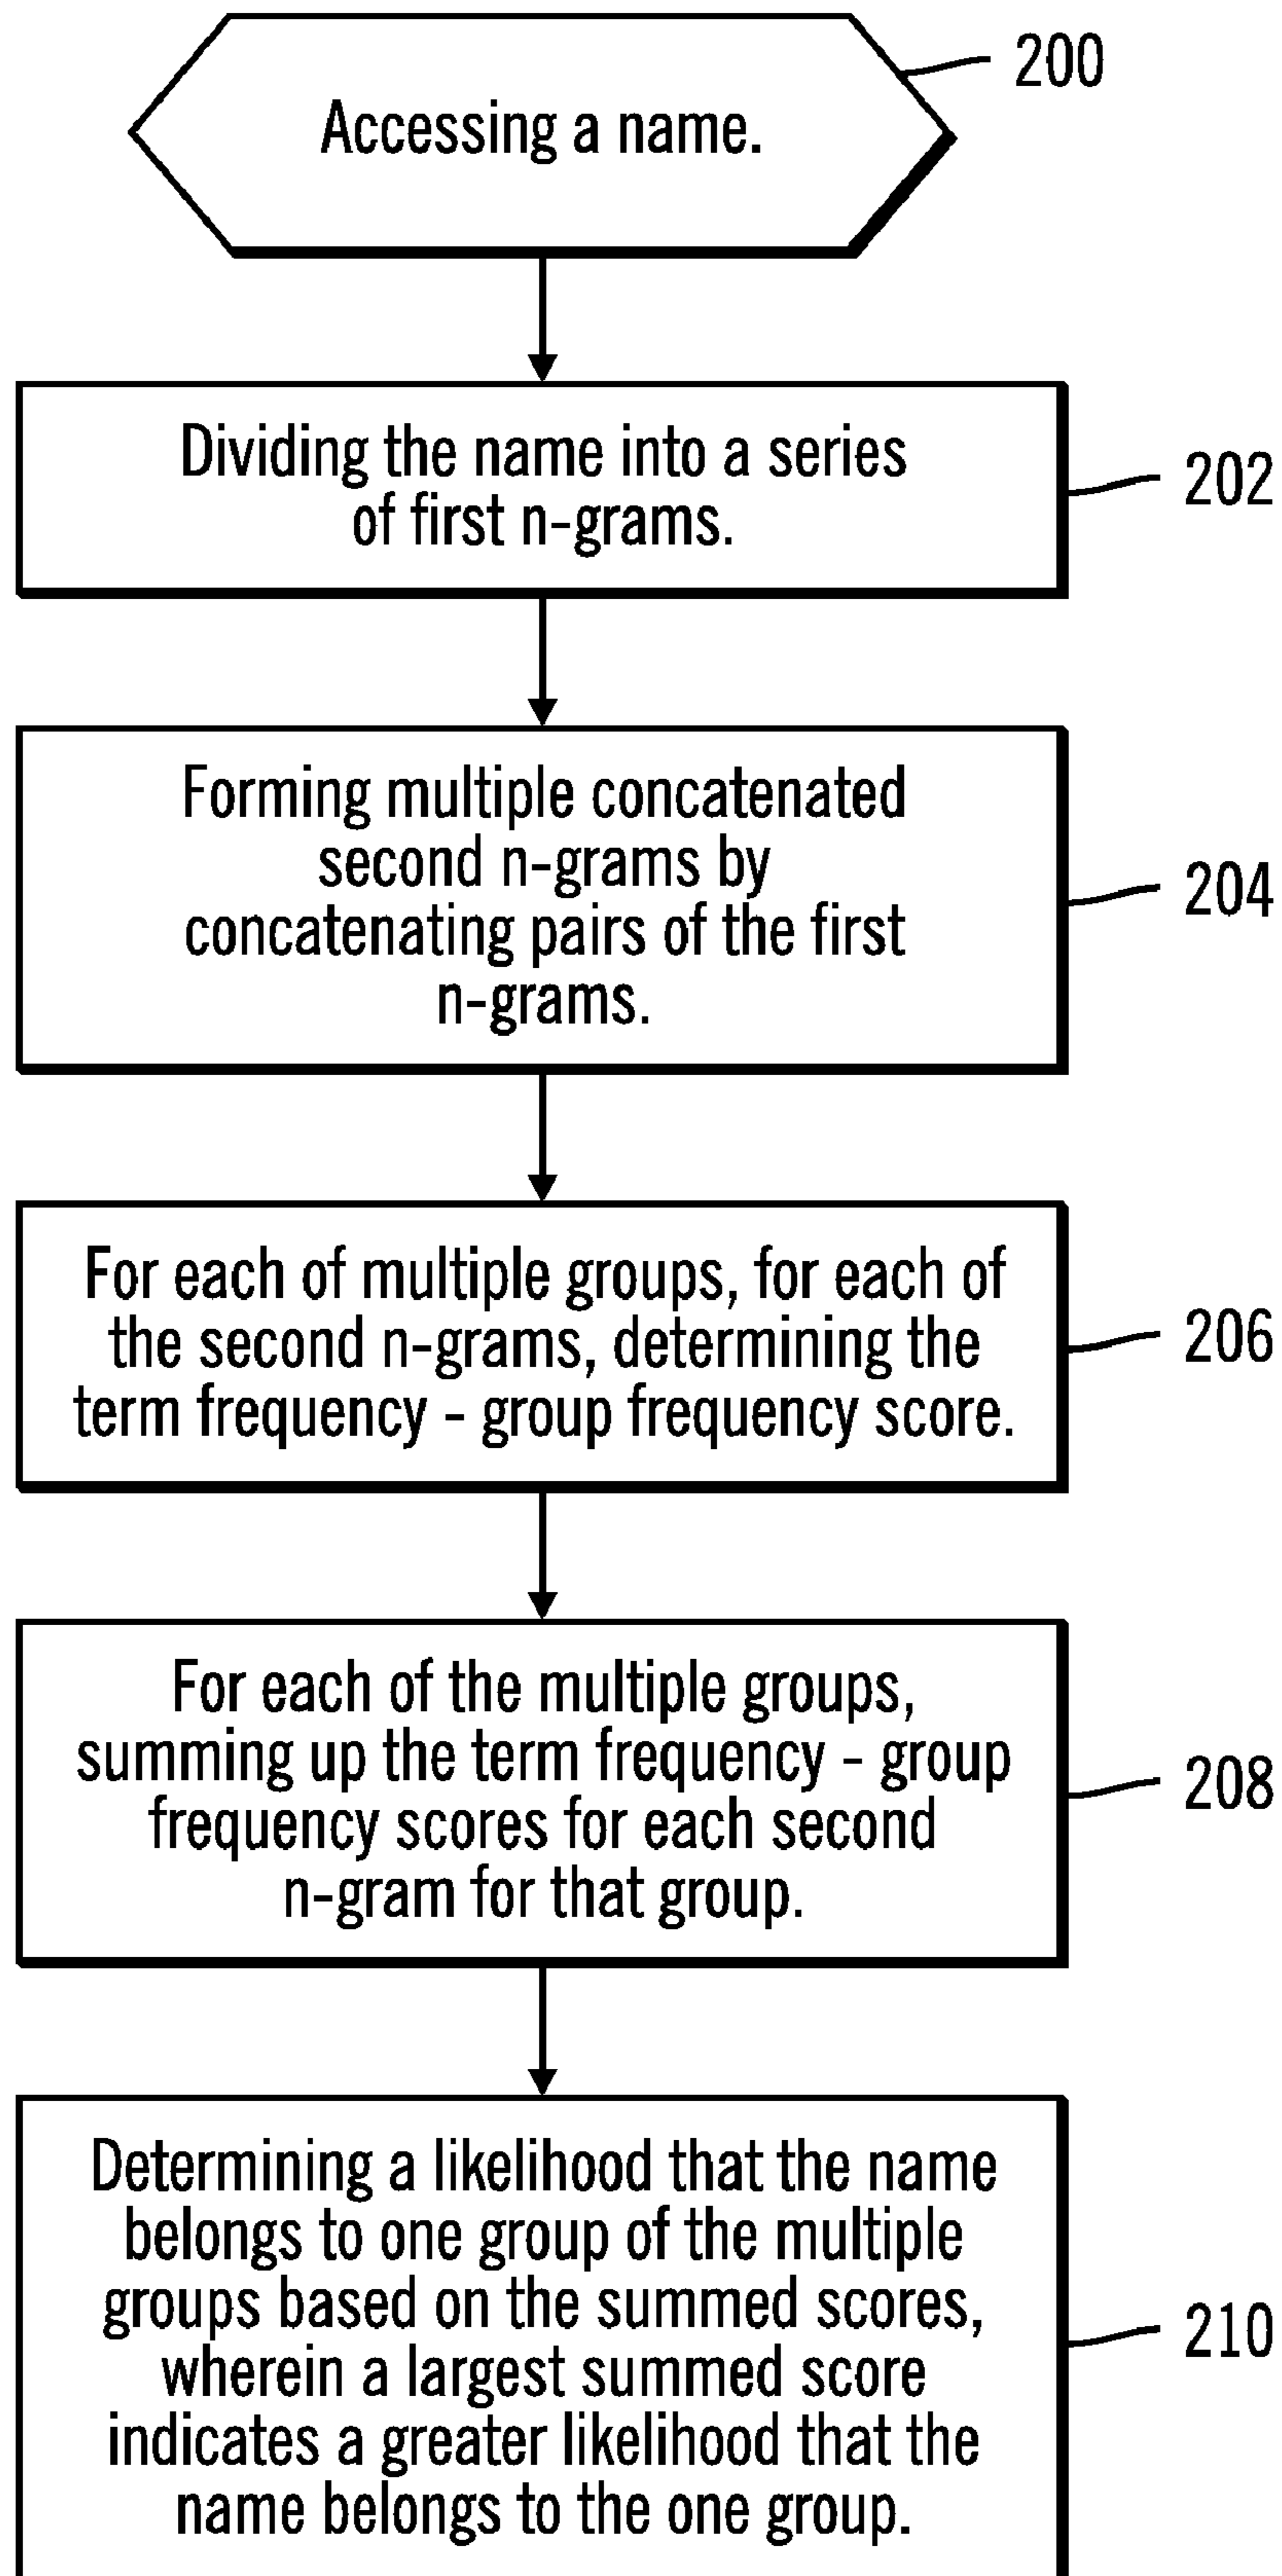 Accessing a name.
200
Dividing the name into a series
of first n-grams.
202
Forming multiple concatenated
second n-grams by
concatenating pairs of the first
n-grams.
204
For each of multiple groups, for each of
the second n-grams, determining the
term frequency - group frequency score.
206
For each of the multiple groups,
summing up the term frequency - group
frequency scores for each second
n-gram for that group.
208
Determining a likelihood that the name
belongs to one group of the multiple
groups based on the summed scores,
wherein a largest summed score
indicates a greater likelihood that the
name belongs to the one group.
210